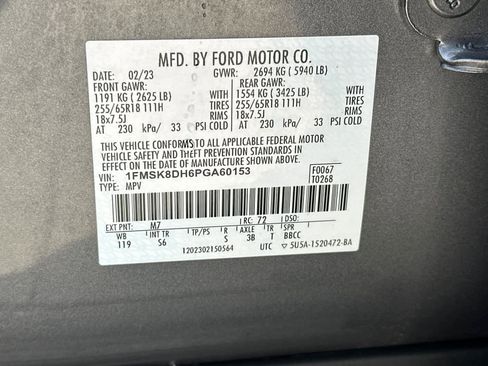 MFD. BY FORD MOTOR CO.
DATE: 02/23 GVWR: 2694 KG ( 5940 LB)
FRONT GAWR: REAR GAWR:
1191 KG ( 2625 LB) 1554 KG ( 3425 LB)
255/65R18 111H TIRES 255/65R18 111H TIRES
18x7.5J RIMS 18x7.5J RIMS
AT 230 kPa/ 33 PSI COLD AT 230 kPa/ 33 PSI COLD
THIS VEHICLE CONFORMS TO ALL APPLICABLE FEDERAL MOTOR
VEHICLE SAFETY AND THEFT PREVENTION STANDARDS IN
EFFECT ON THE DATE OF MANUFACTURE SHOWN ABOVE.
VIN: 1FMSK8DH6PGA60153 F0067
TYPE: MPV T0268
EXT PNT: M7 RC: 72 DSO:
WB INT TR TP/PS R AXLE TR SPR
119 S6 S 3B T BBCC
1202302150564 UTC 5U5A-1520472-BA